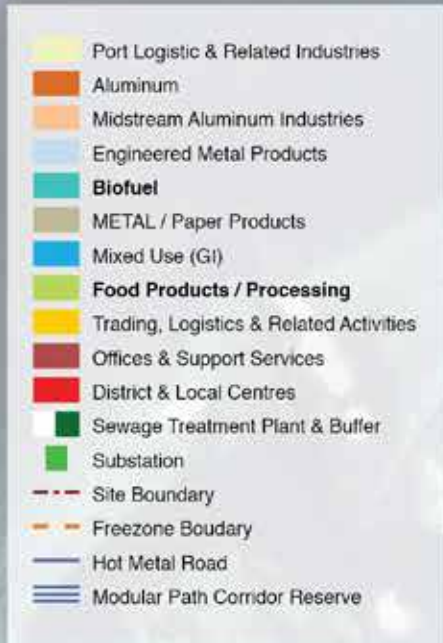 Port Logistic & Related Industries
Aluminum
Midstream Aluminum Industries
Engineered Metal Products
Biofuel
METAL / Paper Products
Mixed Use (GI)
Food Products / Processing
Trading, Logistics & Related Activities
Offices & Support Services
District & Local Centres
Sewage Treatment Plant & Buffer
Substation
Site Boundary
Freezone Boudary
Hot Metal Road
Modular Path Corridor Reserve